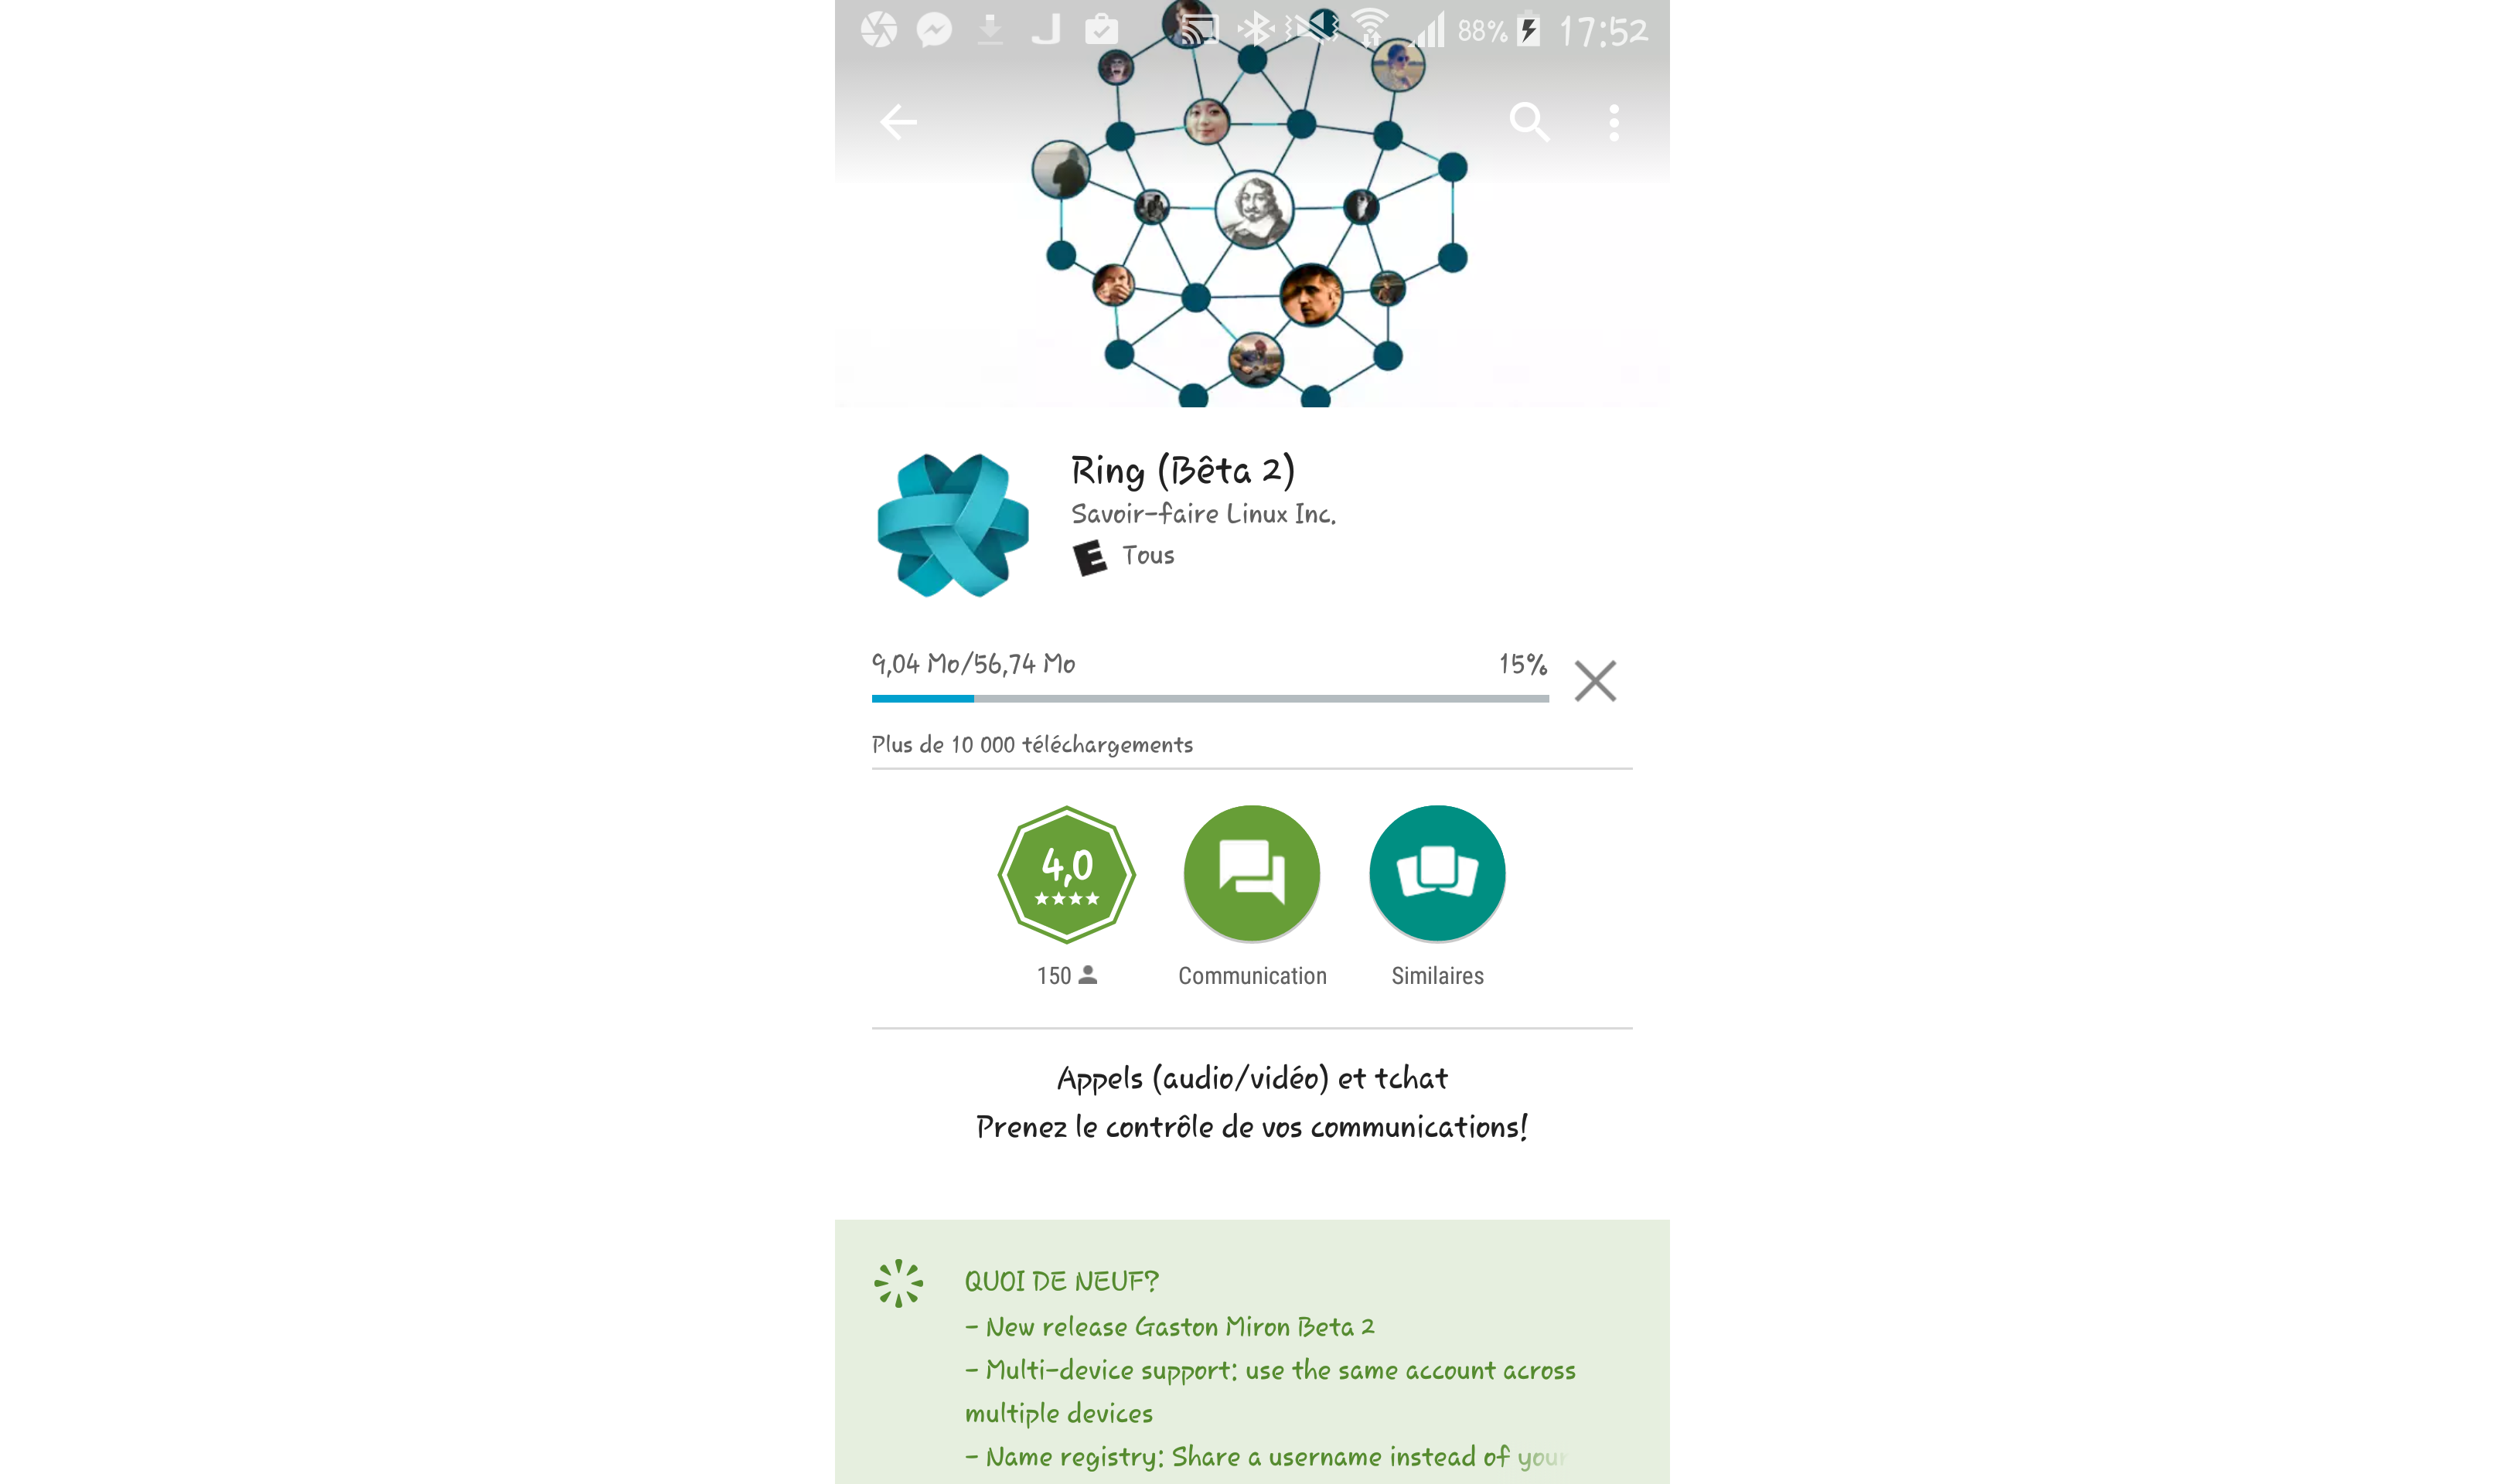 88% 17:52
Ring (Bêta 2)
Savoir-faire Linux Inc.
E Tous
9,04 Mo/56,74 Mo 15%
Plus de 10 000 téléchargements
4,0
150 Communication Similaires
Appels (audio/vidéo) et tchat
Prenez le contrôle de vos communications!
QUOI DE NEUF?
- New release Gaston Miron Beta 2
- Multi-device support: use the same account across
multiple devices
- Name registry: Share a username instead of your